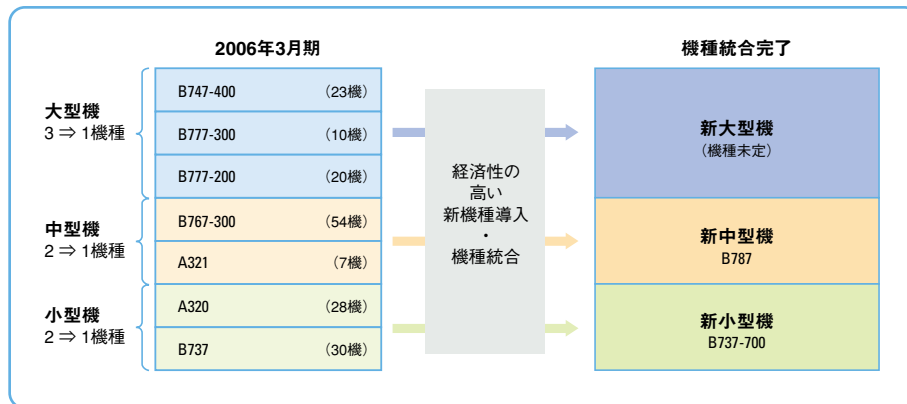 2006年3月期
機種統合完了
大型機
3 ⇒ 1機種
B747-400 （23機）
B777-300 （10機）
B777-200 （20機）
中型機
2 ⇒ 1機種
B767-300 （54機）
A321 （7機）
小型機
2 ⇒ 1機種
A320 （28機）
B737 （30機）
経済性の
高い
新機種導入
・
機種統合
新大型機
（機種未定）
新中型機
B787
新小型機
B737-700